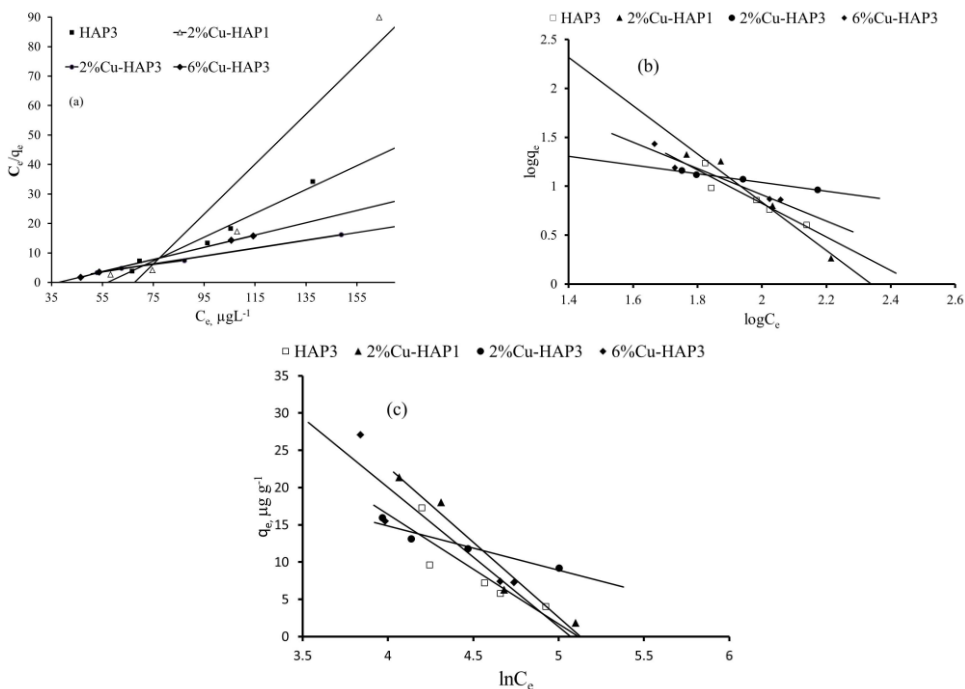 HAP3 2%Cu-HAP1
2%Cu-HAP3 6%Cu-HAP3
(a)
Ce/qe
90
80
70
60
50
40
30
20
10
0
35 55 75 95 115 135 155
Ce, µgL-1
HAP3 2%Cu-HAP1 2%Cu-HAP3 6%Cu-HAP3
(b)
logqe
2.5
2
1.5
1
0.5
0
1.4 1.6 1.8 2 2.2 2.4 2.6
logCe
HAP3 2%Cu-HAP1 2%Cu-HAP3 6%Cu-HAP3
(c)
qe, µg g-1
35
30
25
20
15
10
5
0
3.5 4 4.5 5 5.5 6
lnCe